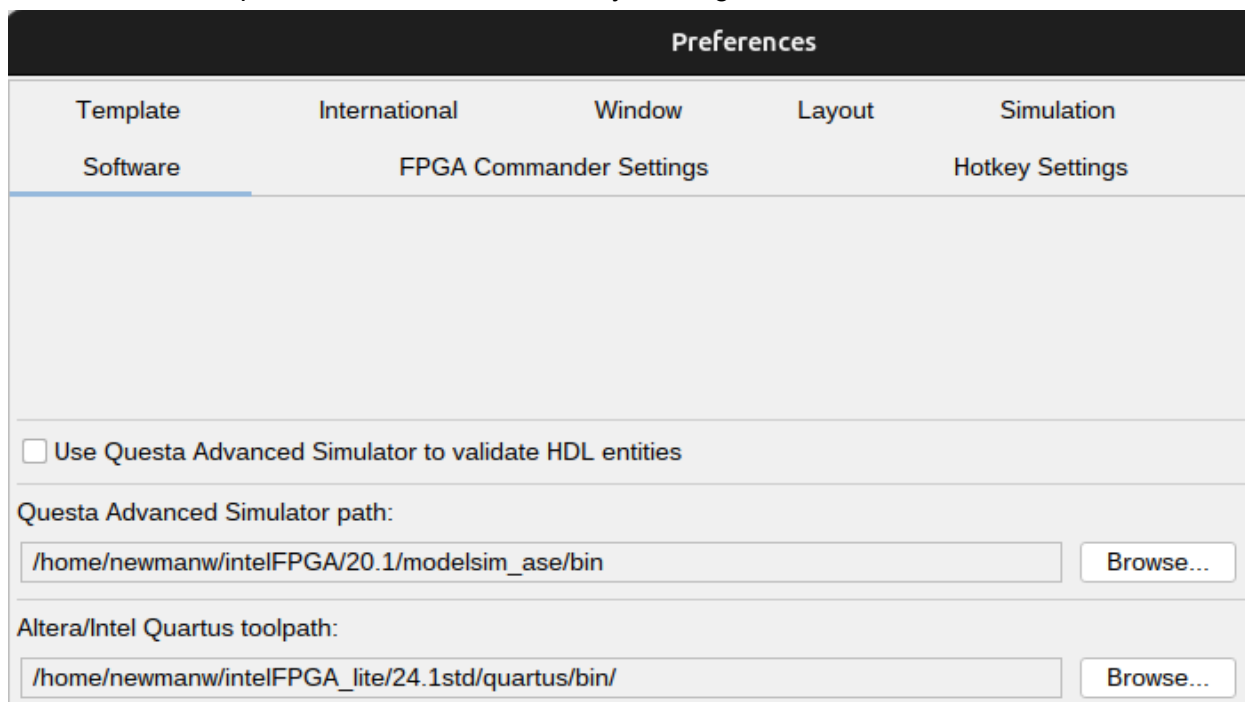 Preferences
Template International Window Layout Simulation
Software FPGA Commander Settings Hotkey Settings
Use Questa Advanced Simulator to validate HDL entities
Questa Advanced Simulator path:
/home/newmanw/intelFPGA/20.1/modelsim_ase/bin Browse...
Altera/Intel Quartus toolpath:
/home/newmanw/intelFPGA_lite/24.1std/quartus/bin/ Browse...